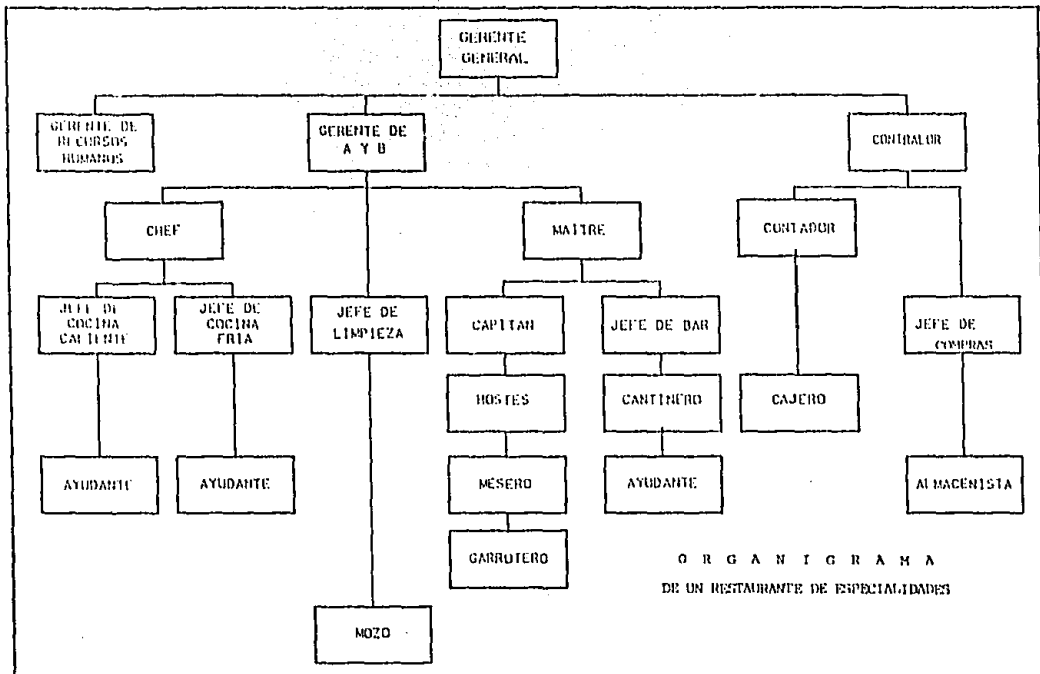 GERENTE
GENERAL
GERENTE DE
RECURSOS
HUMANOS
GERENTE DE
A Y B
CONTRALOR
CHEF
MAITRE
CONTADOR
JEFE DE
COCINA
CALIENTE
JEFE DE
COCINA
FRIA
JEFE DE
LIMPIEZA
CAPITAN
JEFE DE BAR
JEFE DE
COMPRAS
HOSTES
CANTINERO
CAJERO
AYUDANTE
AYUDANTE
MESERO
AYUDANTE
ALMACENISTA
GARROTERO
O R G A N I G R A M A
DE UN RESTAURANTE DE ESPECIALIDADES
MOZO